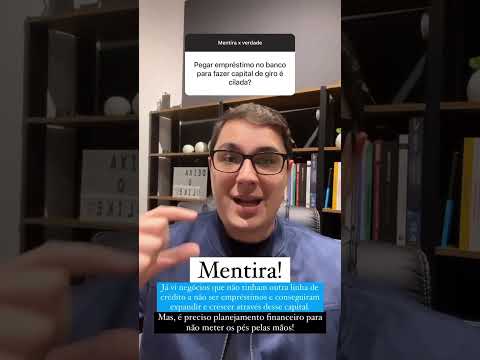 Mentira x verdade
Pegar empréstimo no banco
para fazer capital de giro é
cilada?
DEIXA
O
LIKE
Mentira!
Já vi negócios que não tinham outra linha de
crédito a não ser empréstimos e conseguiram
expandir e crescer através desse capital.
Mas, é preciso planejamento financeiro para
não meter os pés pelas mãos!